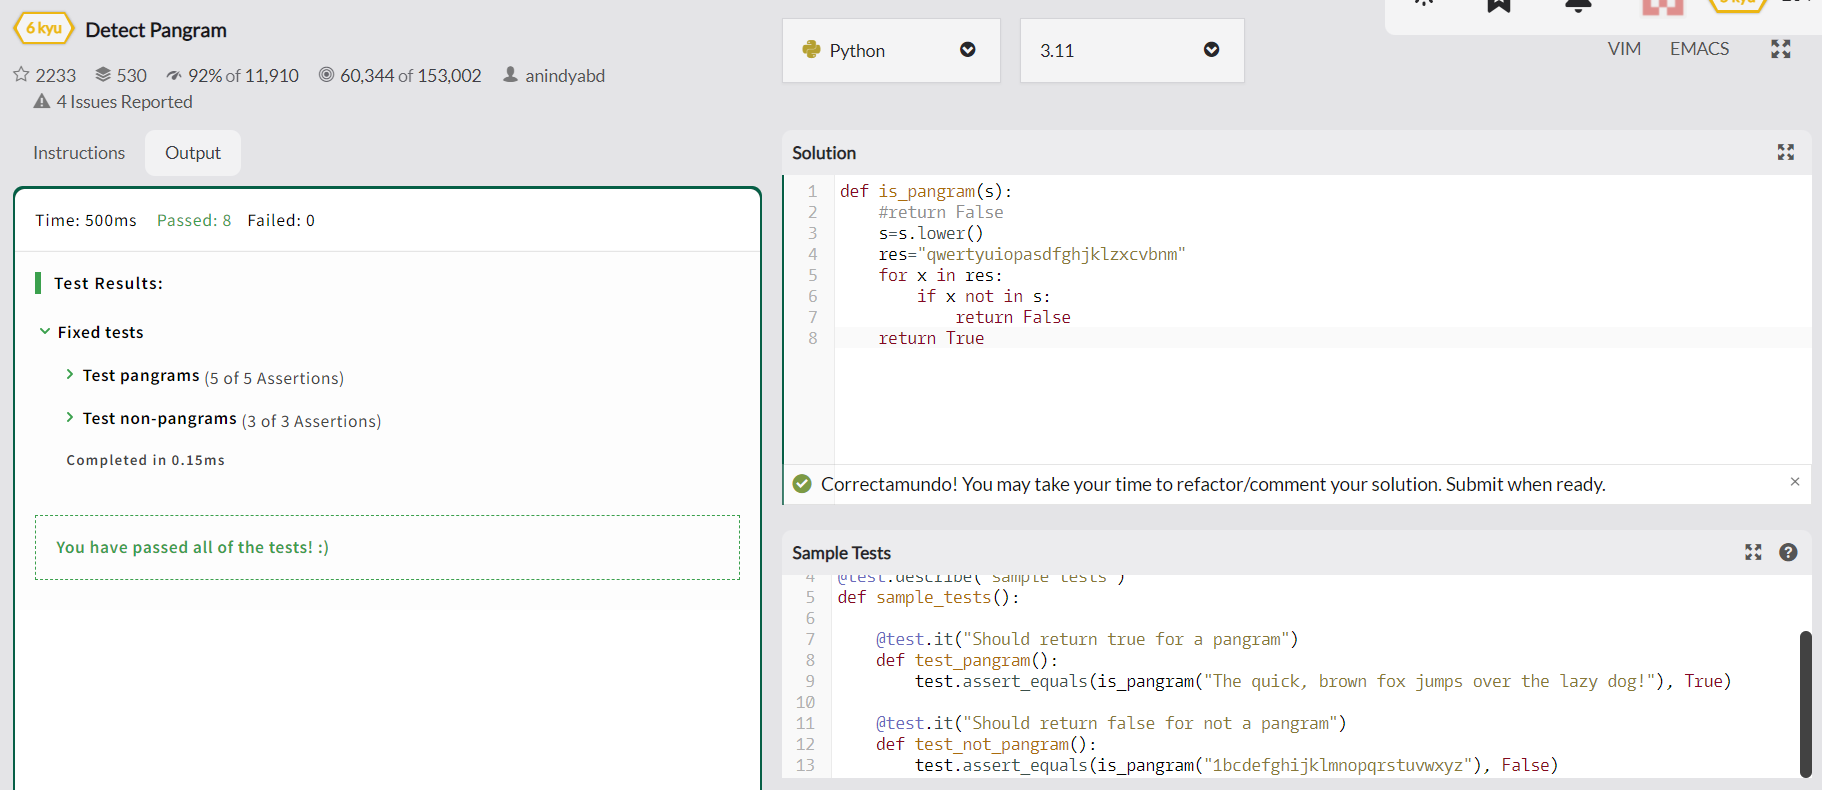 6 kyu
Detect Pangram
2233 530 92% of 11,910 60,344 of 153,002 anindyabd
4 Issues Reported
Python
3.11
VIM EMACS
Instructions
Output
Time: 500ms Passed: 8 Failed: 0
Test Results:
Fixed tests
Test pangrams (5 of 5 Assertions)
Test non-pangrams (3 of 3 Assertions)
Completed in 0.15ms
You have passed all of the tests! :)
Solution
1 def is_pangram(s):
2 #return False
3 s=s.lower()
4 res="qwertyuiopasdfghjklzxcvbnm"
5 for x in res:
6 if x not in s:
7 return False
8 return True
Correctamundo! You may take your time to refactor/comment your solution. Submit when ready.
Sample Tests
4 @test.describe("sample tests")
5 def sample_tests():
6
7 @test.it("Should return true for a pangram")
8 def test_pangram():
9 test.assert_equals(is_pangram("The quick, brown fox jumps over the lazy dog!"), True)
10
11 @test.it("Should return false for not a pangram")
12 def test_not_pangram():
13 test.assert_equals(is_pangram("1bcdefghijklmnopqrstuvwxyz"), False)